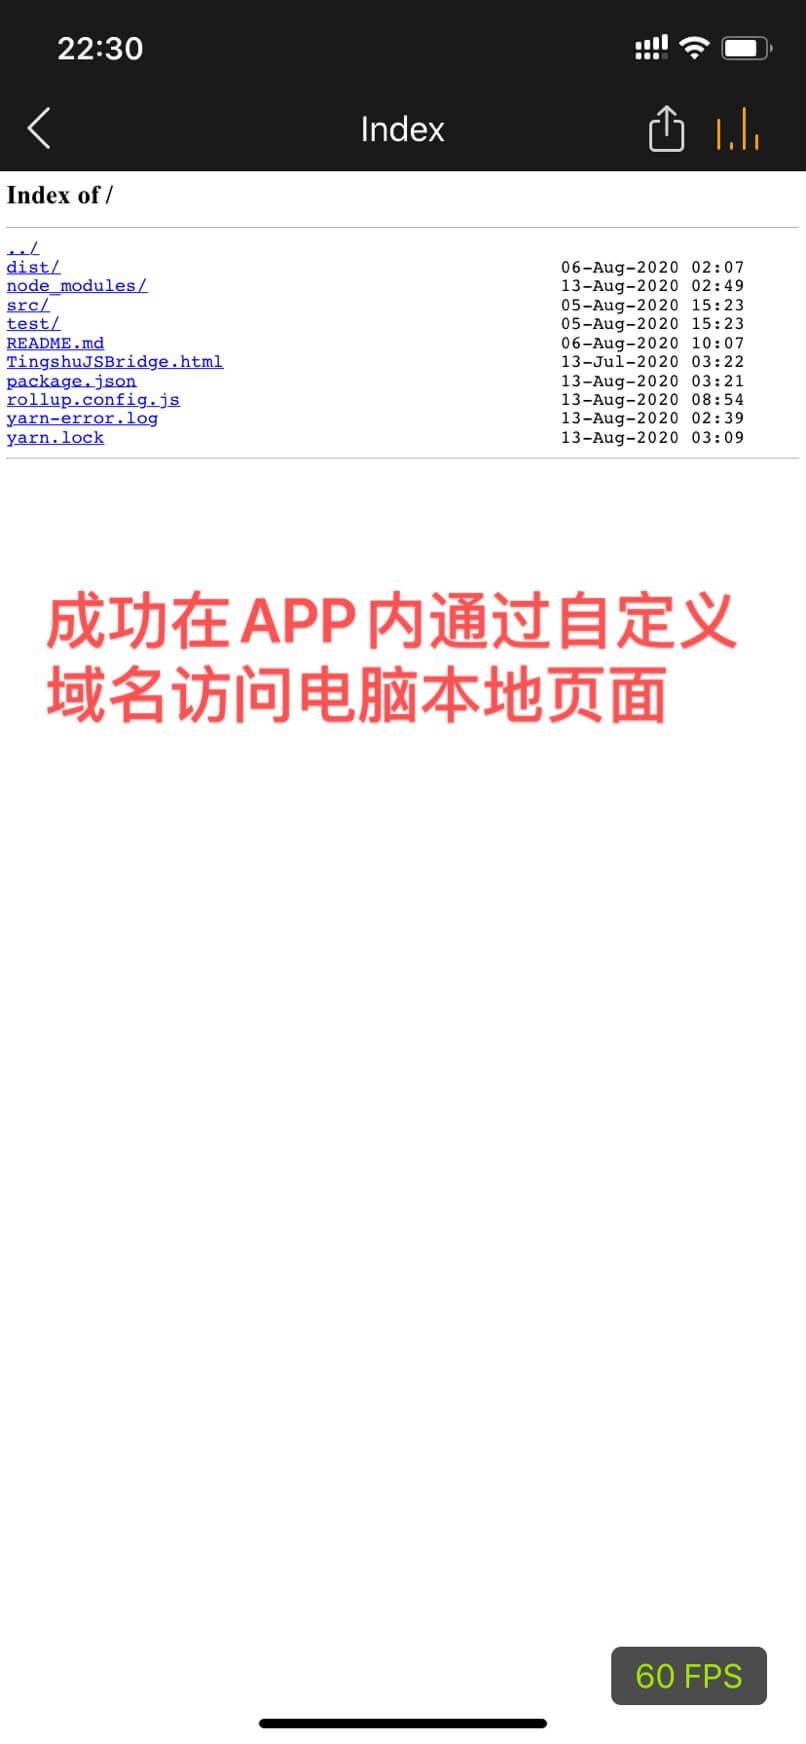 22:30
Index
Index of /
../
dist/ 06-Aug-2020 02:07
node_modules/ 13-Aug-2020 02:49
src/ 05-Aug-2020 15:23
test/ 05-Aug-2020 15:23
README.md 06-Aug-2020 10:07
TingshuJSBridge.html 13-Jul-2020 03:22
package.json 13-Aug-2020 03:21
rollup.config.js 13-Aug-2020 08:54
yarn-error.log 13-Aug-2020 02:39
yarn.lock 13-Aug-2020 03:09
成功在APP内通过自定义
域名访问电脑本地页面
60 FPS